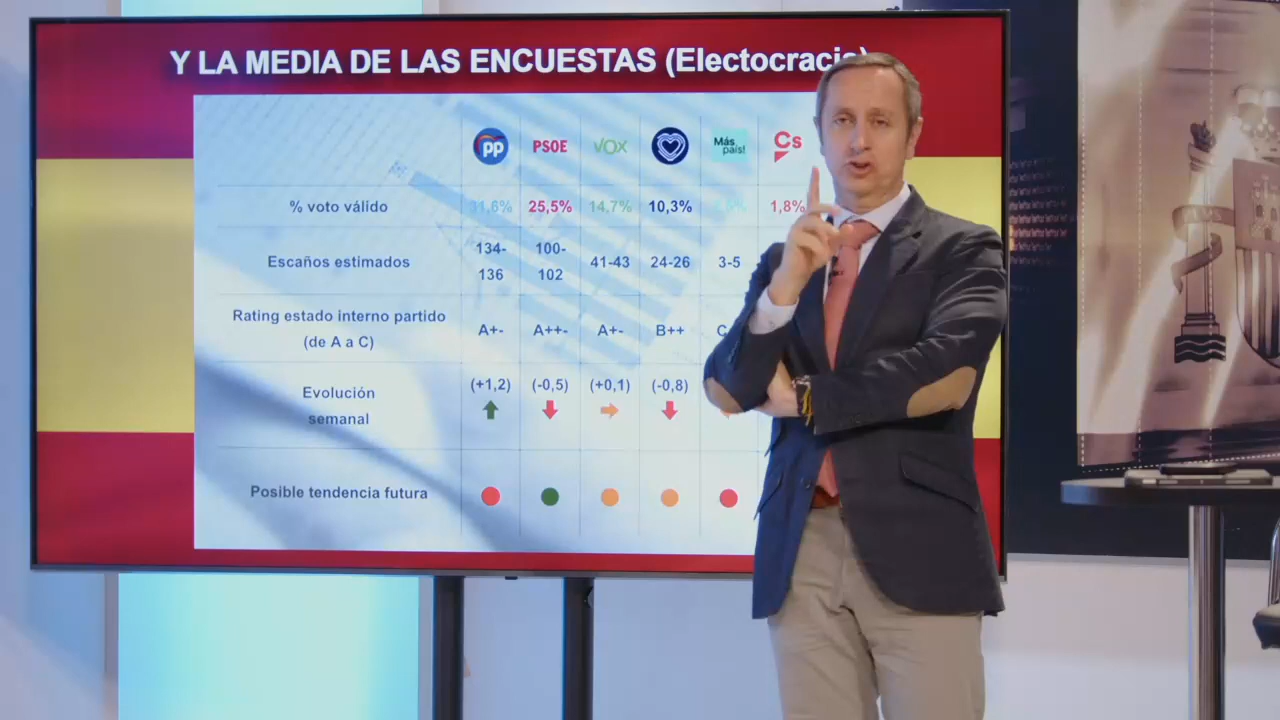 Y LA MEDIA DE LAS ENCUESTAS (Electocracia)
PP PSOE VOX Más país! Cs
% voto válido 31,6% 25,5% 14,7% 10,3% 1,8%
Escaños estimados 134-136 100-102 41-43 24-26 3-5
Rating estado interno partido (de A a C) A+- A++- A+- B++ C
Evolución semanal (+1,2) (-0,5) (+0,1) (-0,8)
Posible tendencia futura